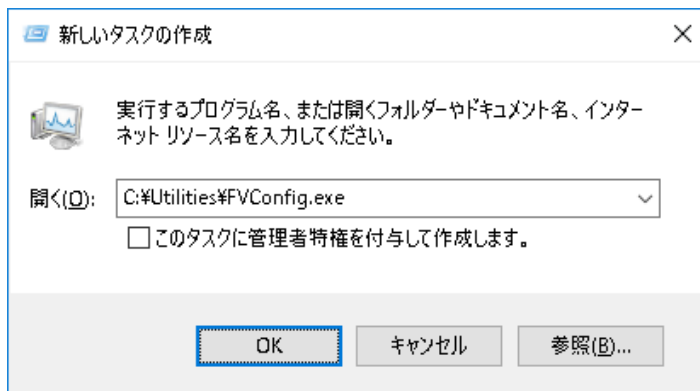 新しいタスクの作成
実行するプログラム名、または開くフォルダーやドキュメント名、インター
ネット リソース名を入力してください。
開く(O): C:¥Utilities¥FVConfig.exe
このタスクに管理者特権を付与して作成します。
OK キャンセル 参照(B)...